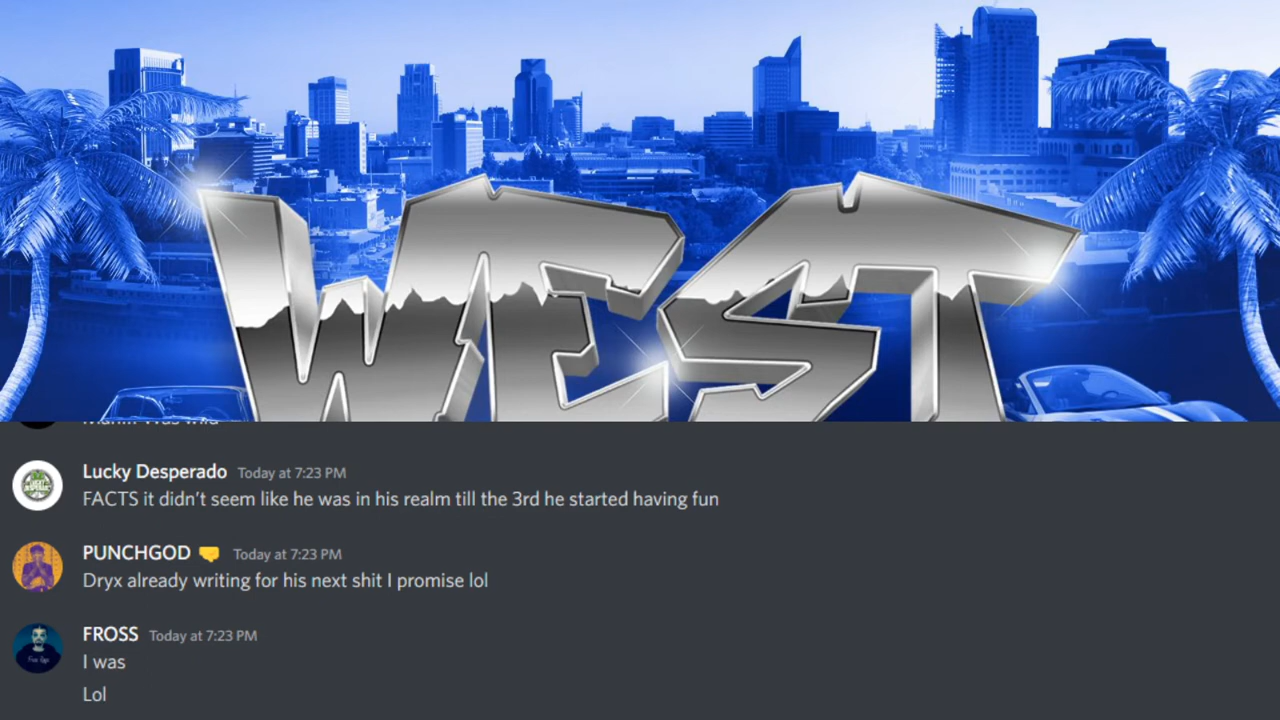 WEST
Lucky Desperado Today at 7:23 PM
FACTS it didn't seem like he was in his realm till the 3rd he started having fun
PUNCHGOD 🤜 Today at 7:23 PM
Dryx already writing for his next shit I promise lol
FROSS Today at 7:23 PM
I was
Lol